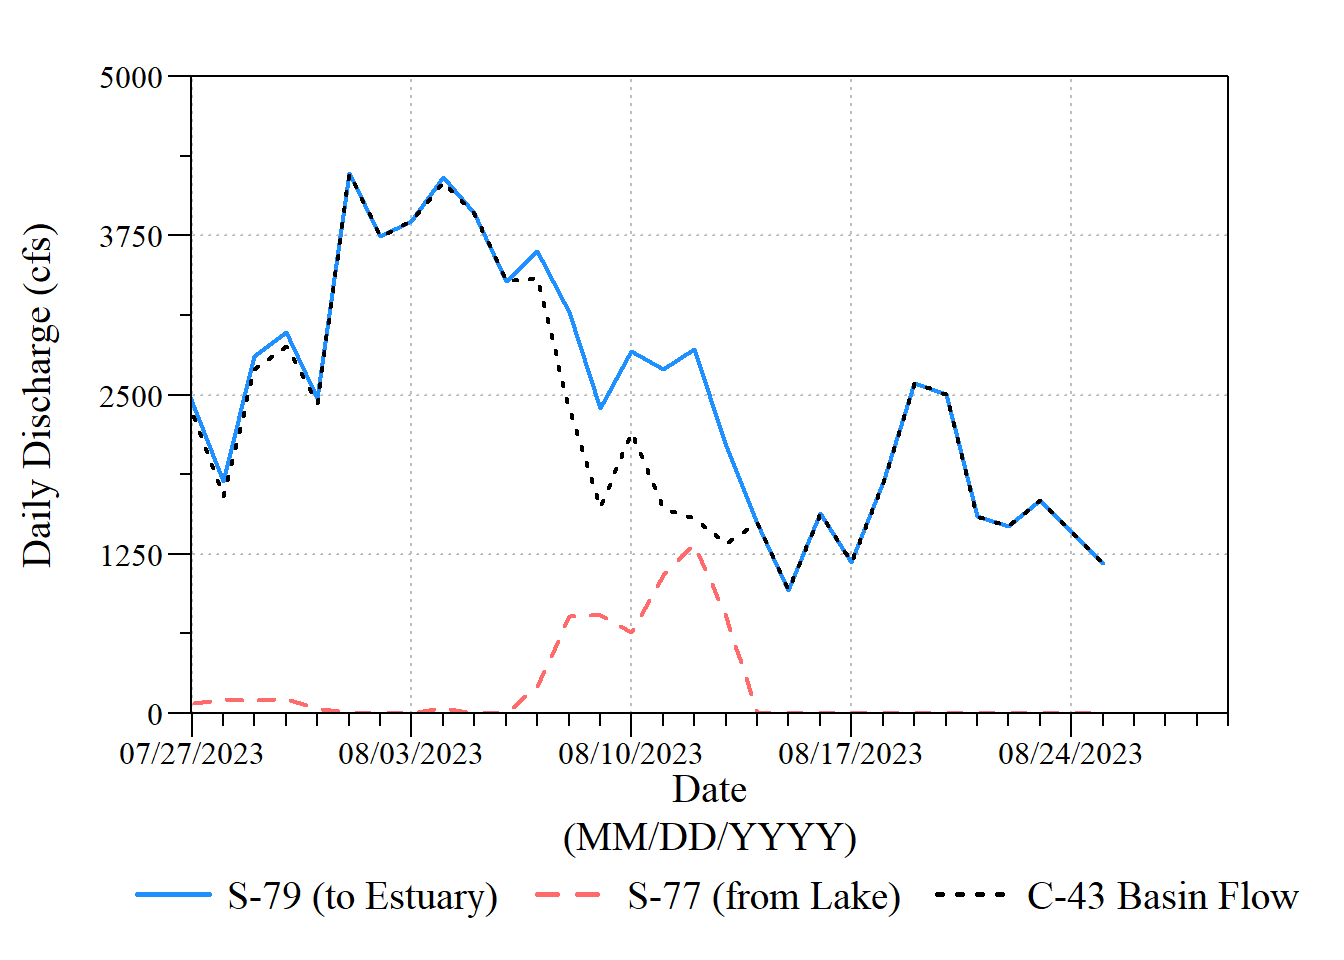 5000
3750
2500
1250
0
Daily Discharge (cfs)
07/27/2023 08/03/2023 08/10/2023 08/17/2023 08/24/2023
Date
(MM/DD/YYYY)
S-79 (to Estuary) S-77 (from Lake) C-43 Basin Flow